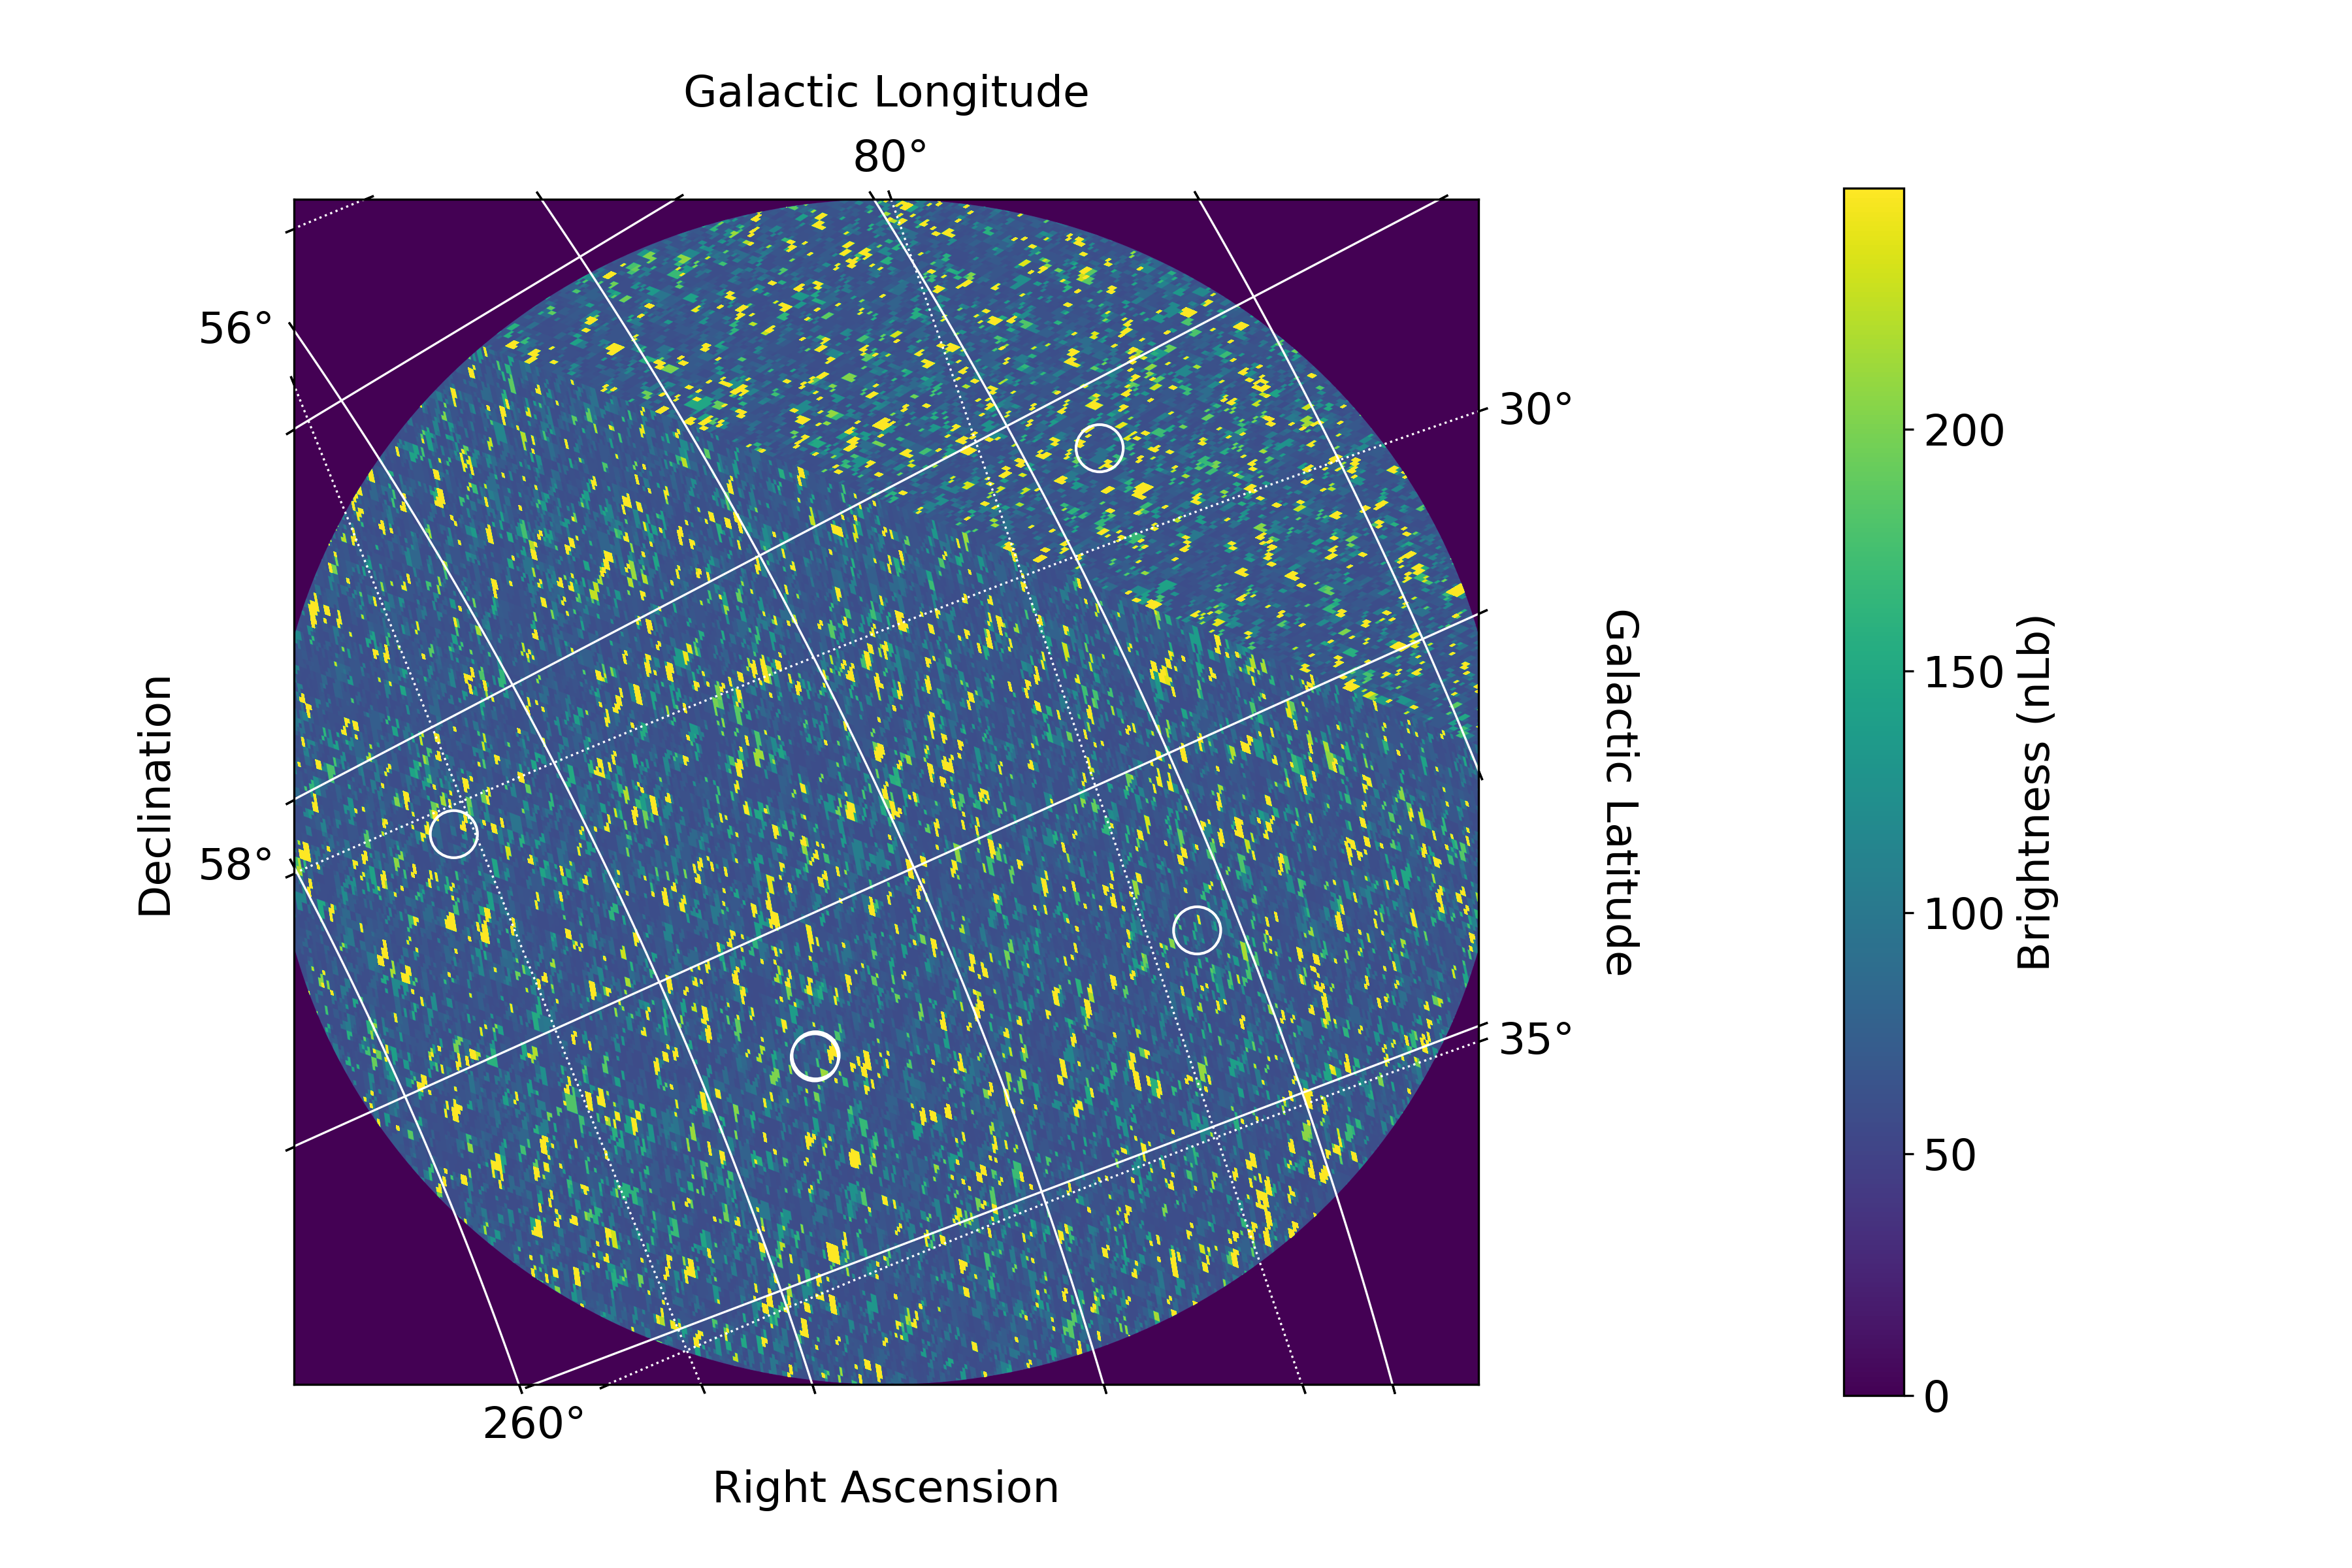 Galactic Longitude
80°
56°
30°
200
150
Declination
Galactic Latitude
Brightness (nLb)
58°
100
35°
50
0
260°
Right Ascension